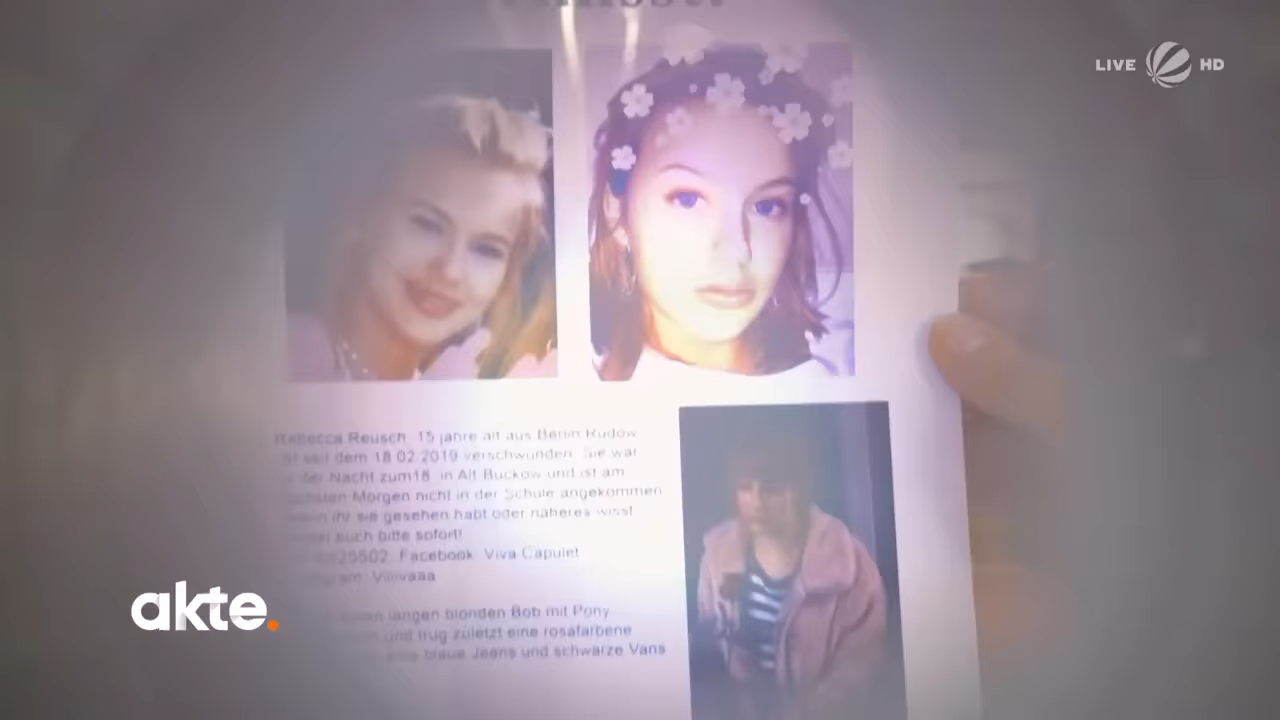 LIVE HD
Rebecca Reusch, 15 jahre alt aus Berlin Rudow
ist seit dem 18.02.2019 verschwunden. Sie war
der Nacht zum18. in Alt Buckow und ist am
Morgen nicht in der Schule angekommen
ihr sie gesehen habt oder näheres wisst
euch bitte sofort!
Facebook: Viva Capulet
Vilivaaa
langen blonden Bob mit Pony
und trug zuletzt eine rosafarbene
blaue Jeans und schwarze Vans
akte.